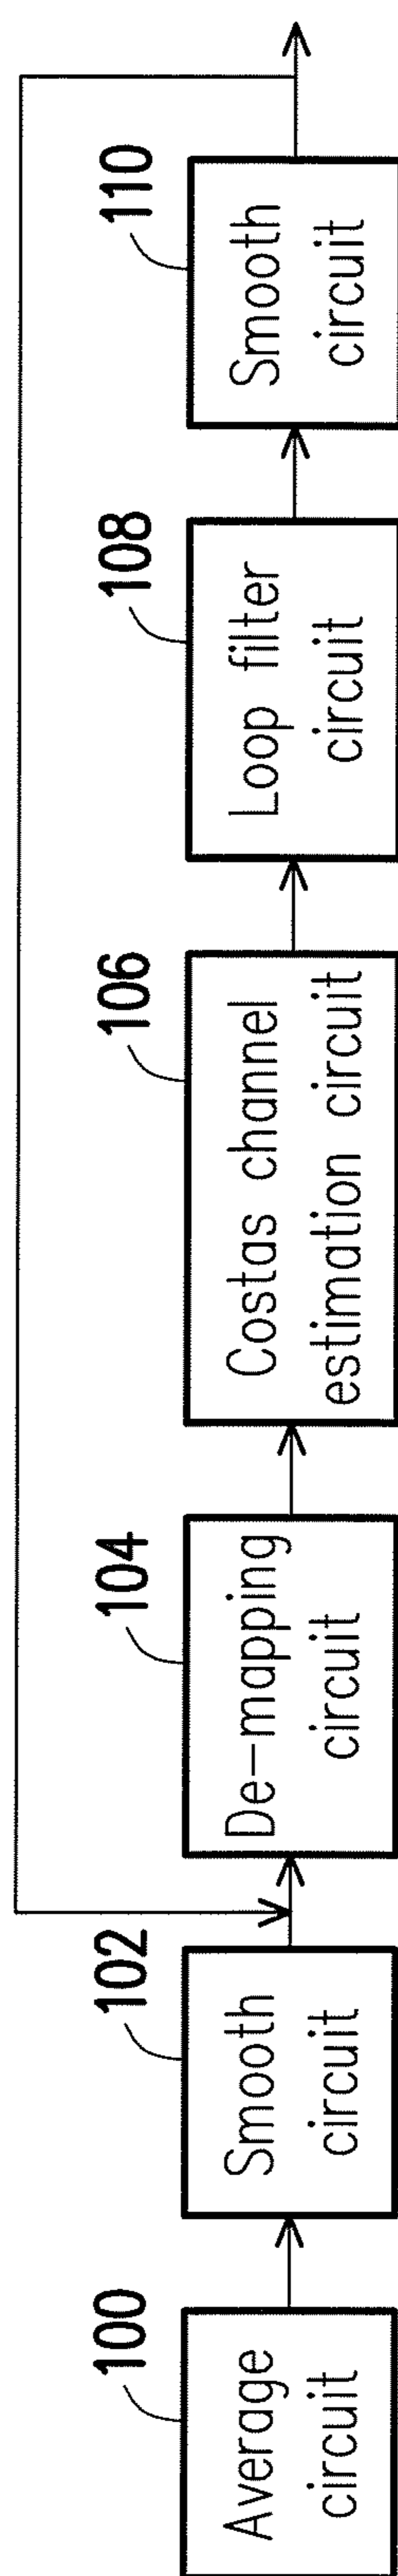 100
Average
circuit
102
Smooth
circuit
104
De-mapping
circuit
106
Costas channel
estimation circuit
108
Loop filter
circuit
110
Smooth
circuit